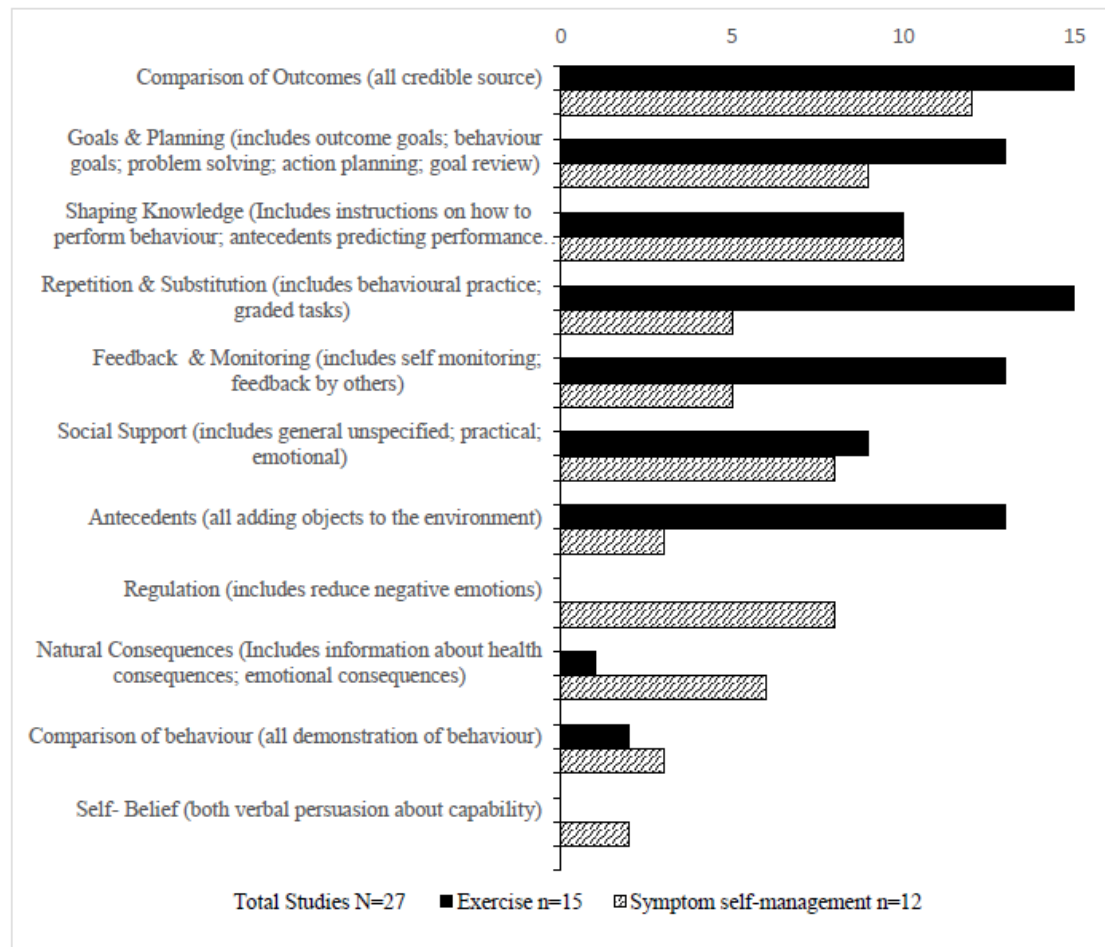 0 5 10 15
Comparison of Outcomes (all credible source)
Goals & Planning (includes outcome goals; behaviour
goals; problem solving; action planning; goal review)
Shaping Knowledge (Includes instructions on how to
perform behaviour; antecedents predicting performance..
Repetition & Substitution (includes behavioural practice;
graded tasks)
Feedback & Monitoring (includes self monitoring;
feedback by others)
Social Support (includes general unspecified; practical;
emotional)
Antecedents (all adding objects to the environment)
Regulation (includes reduce negative emotions)
Natural Consequences (Includes information about health
consequences; emotional consequences)
Comparison of behaviour (all demonstration of behaviour)
Self- Belief (both verbal persuasion about capability)
Total Studies N=27 Exercise n=15 Symptom self-management n=12